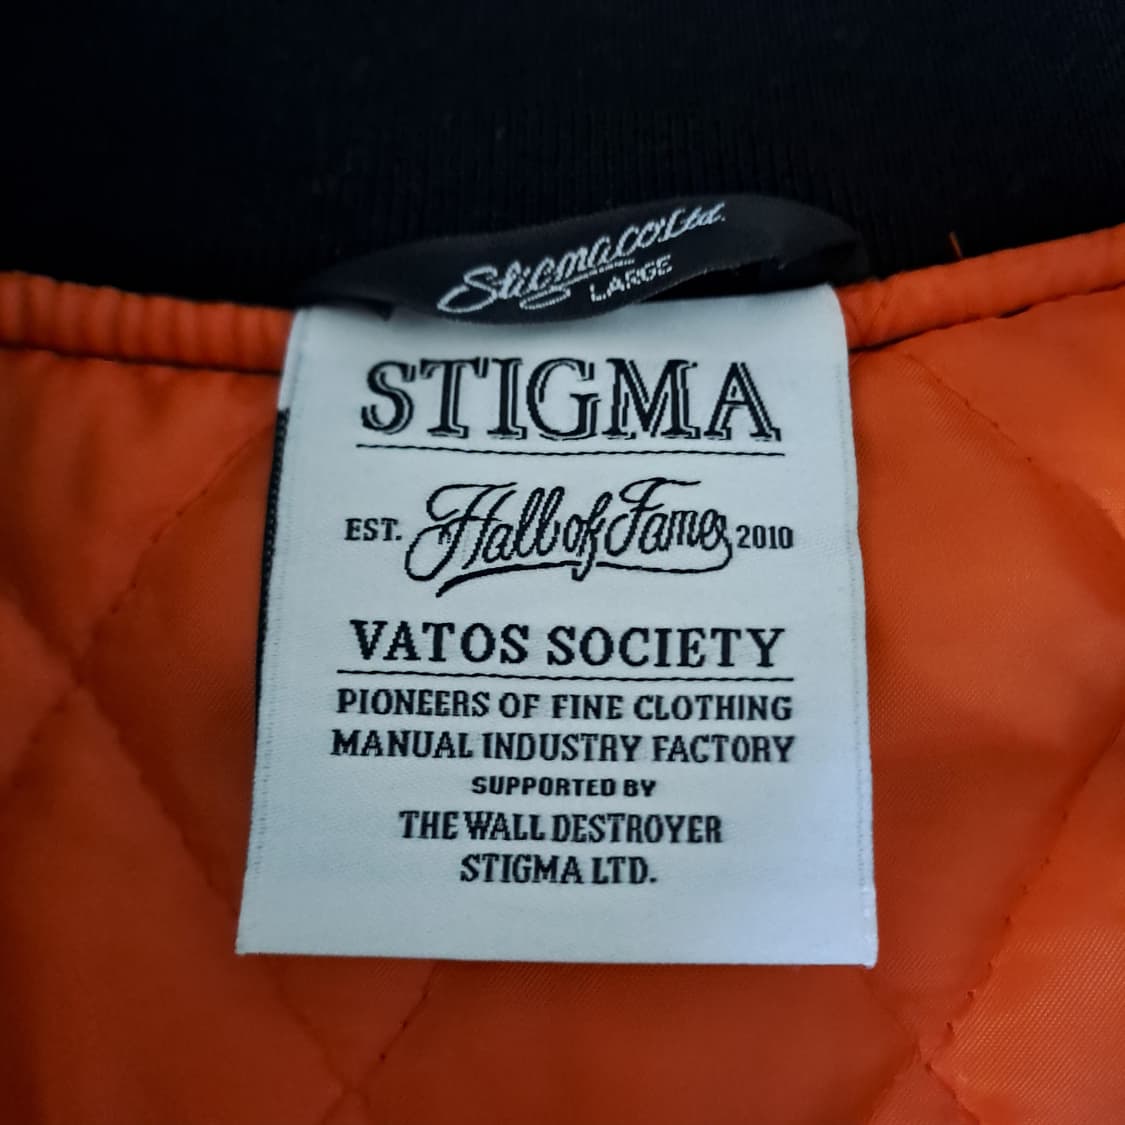 Stigma co. Ltd.
LARGE
STIGMA
EST. Hall of Fame 2010
VATOS SOCIETY
PIONEERS OF FINE CLOTHING
MANUAL INDUSTRY FACTORY
SUPPORTED BY
THE WALL DESTROYER
STIGMA LTD.